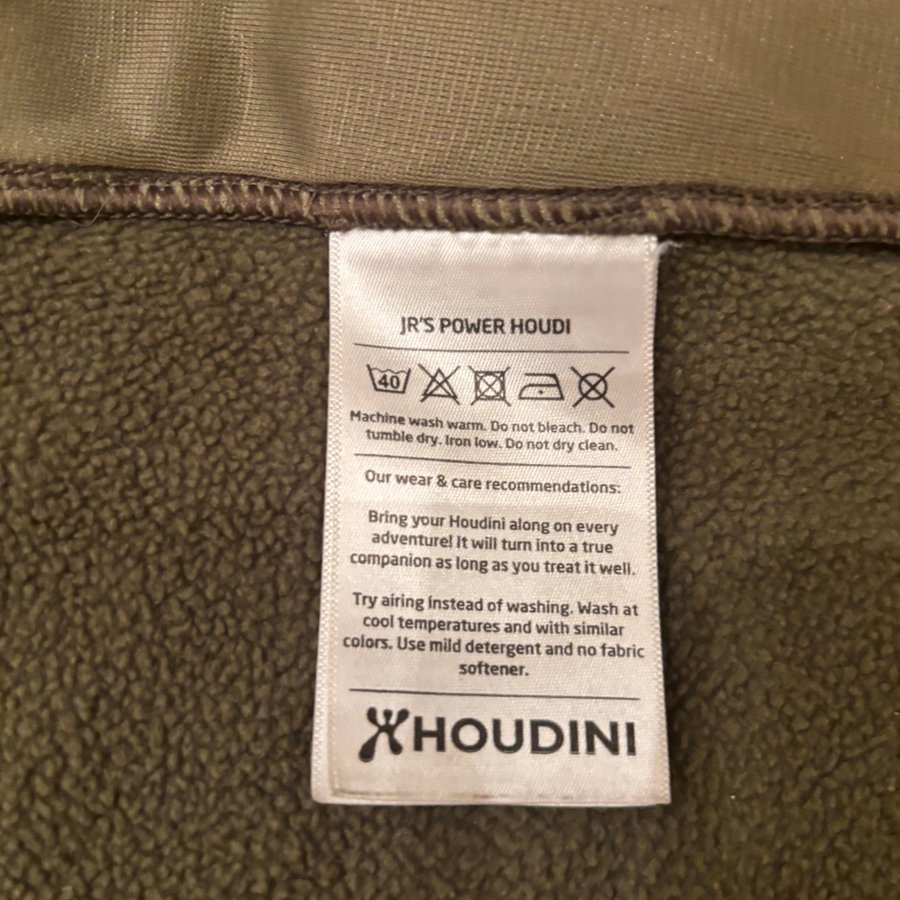 JR'S POWER HOUDI
40
Machine wash warm. Do not bleach. Do not
tumble dry. Iron low. Do not dry clean.
Our wear & care recommendations:
Bring your Houdini along on every
adventure! It will turn into a true
companion as long as you treat it well.
Try airing instead of washing. Wash at
cool temperatures and with similar
colors. Use mild detergent and no fabric
softener.
HOUDINI